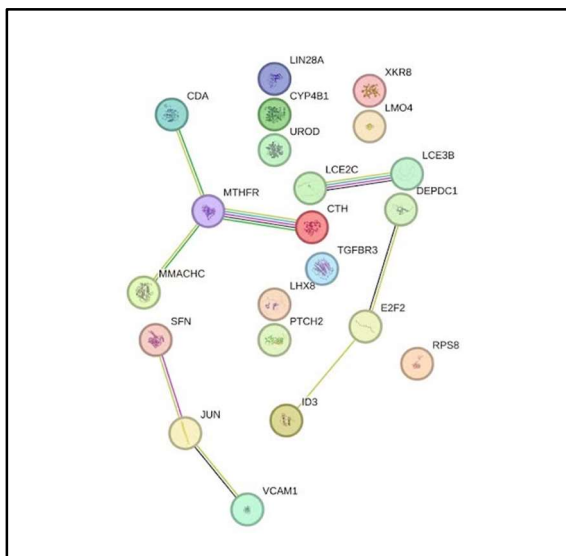 LIN28A
XKR8
CDA
CYP4B1
LMO4
UROD
LCE2C
LCE3B
DEPDC1
MTHFR
CTH
TGFBR3
MMACHC
LHX8
SFN
PTCH2
E2F2
RPS8
ID3
JUN
VCAM1